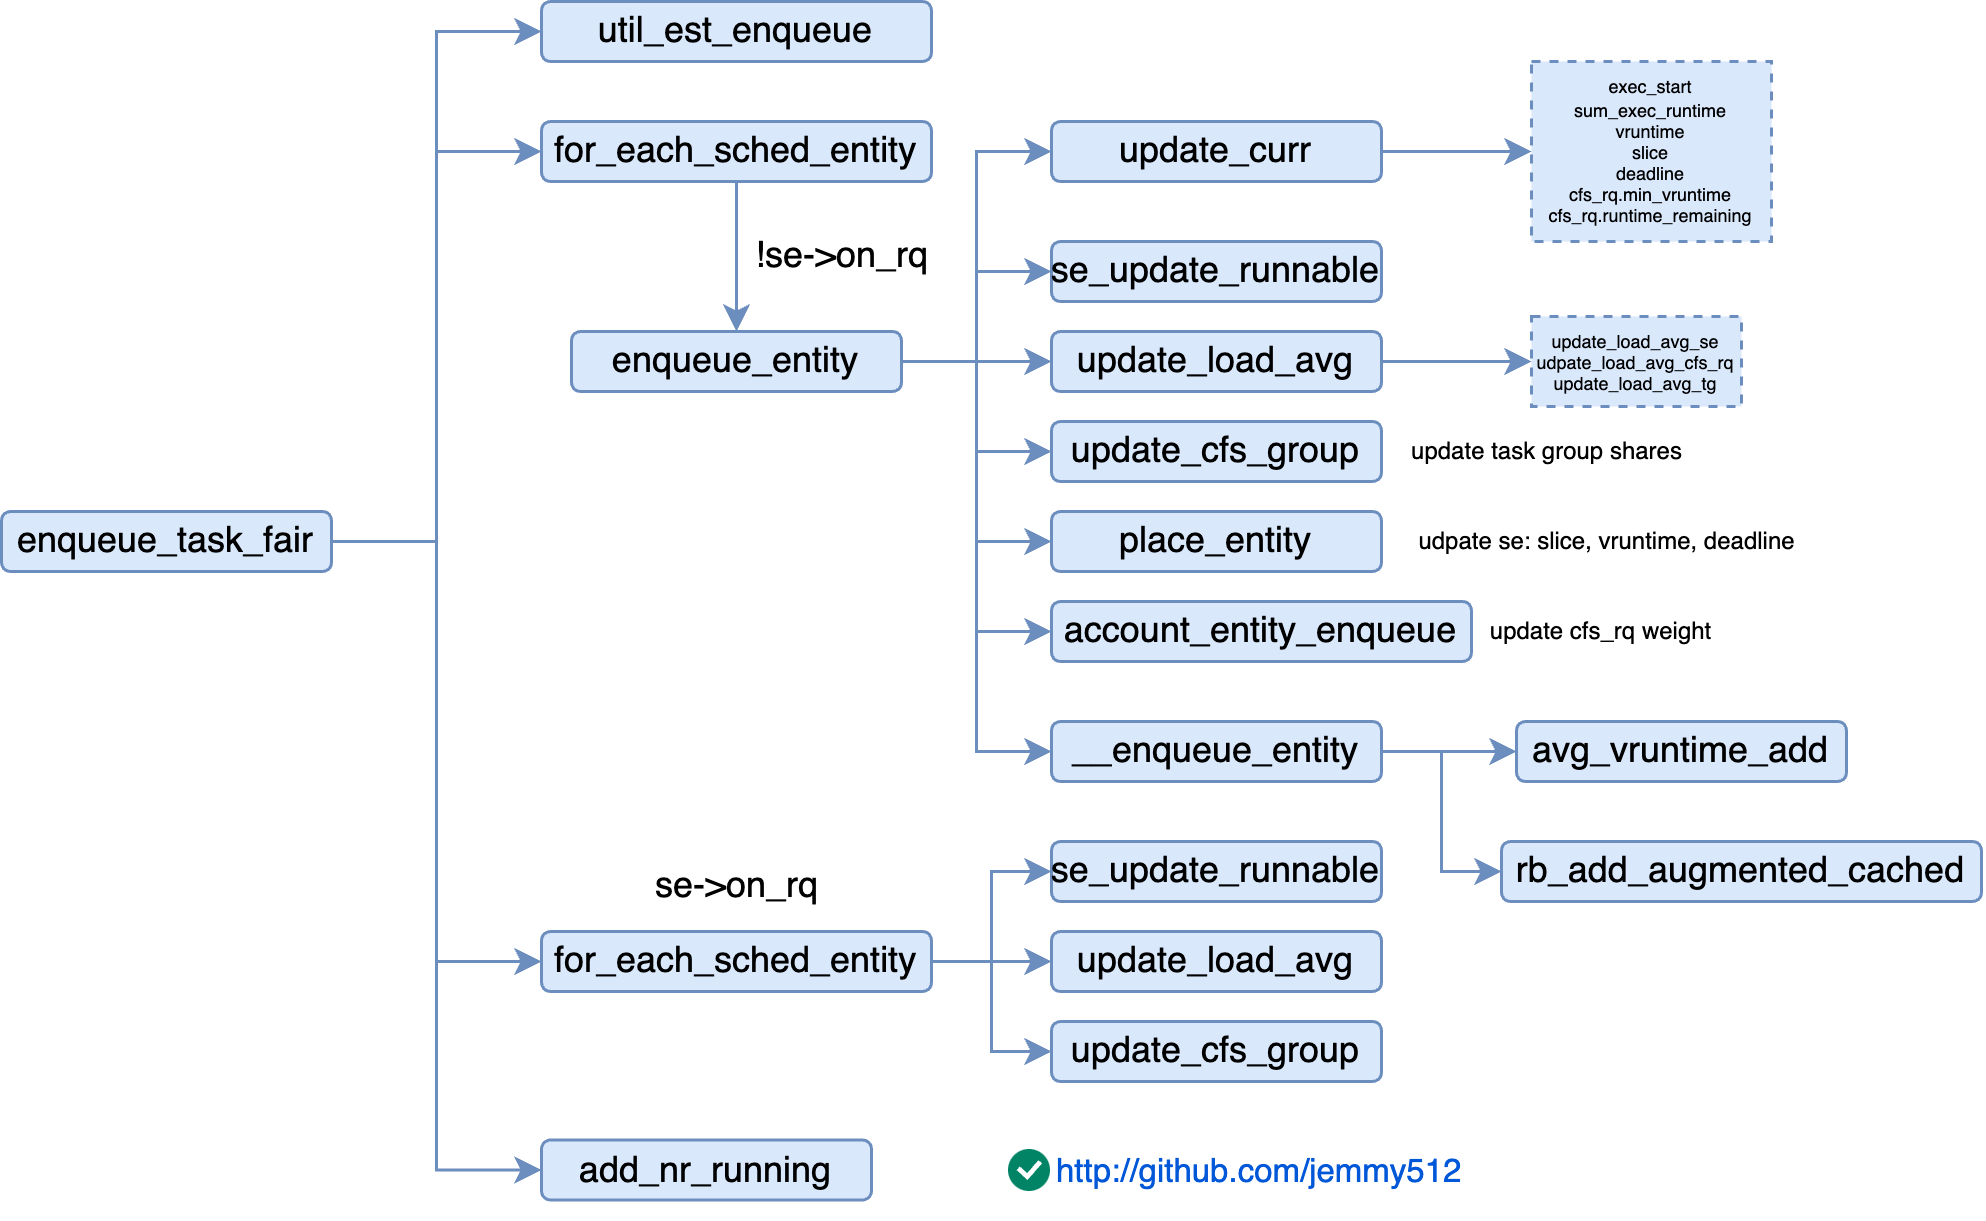 util_est_enqueue
for_each_sched_entity
!se->on_rq
enqueue_entity
update_curr
exec_start
sum_exec_runtime
vruntime
slice
deadline
cfs_rq.min_vruntime
cfs_rq.runtime_remaining
se_update_runnable
update_load_avg
update_load_avg_se
udpate_load_avg_cfs_rq
update_load_avg_tg
update_cfs_group
update task group shares
enqueue_task_fair
place_entity
udpate se: slice, vruntime, deadline
account_entity_enqueue
update cfs_rq weight
__enqueue_entity
avg_vruntime_add
rb_add_augmented_cached
se->on_rq
for_each_sched_entity
se_update_runnable
update_load_avg
update_cfs_group
add_nr_running
http://github.com/jemmy512